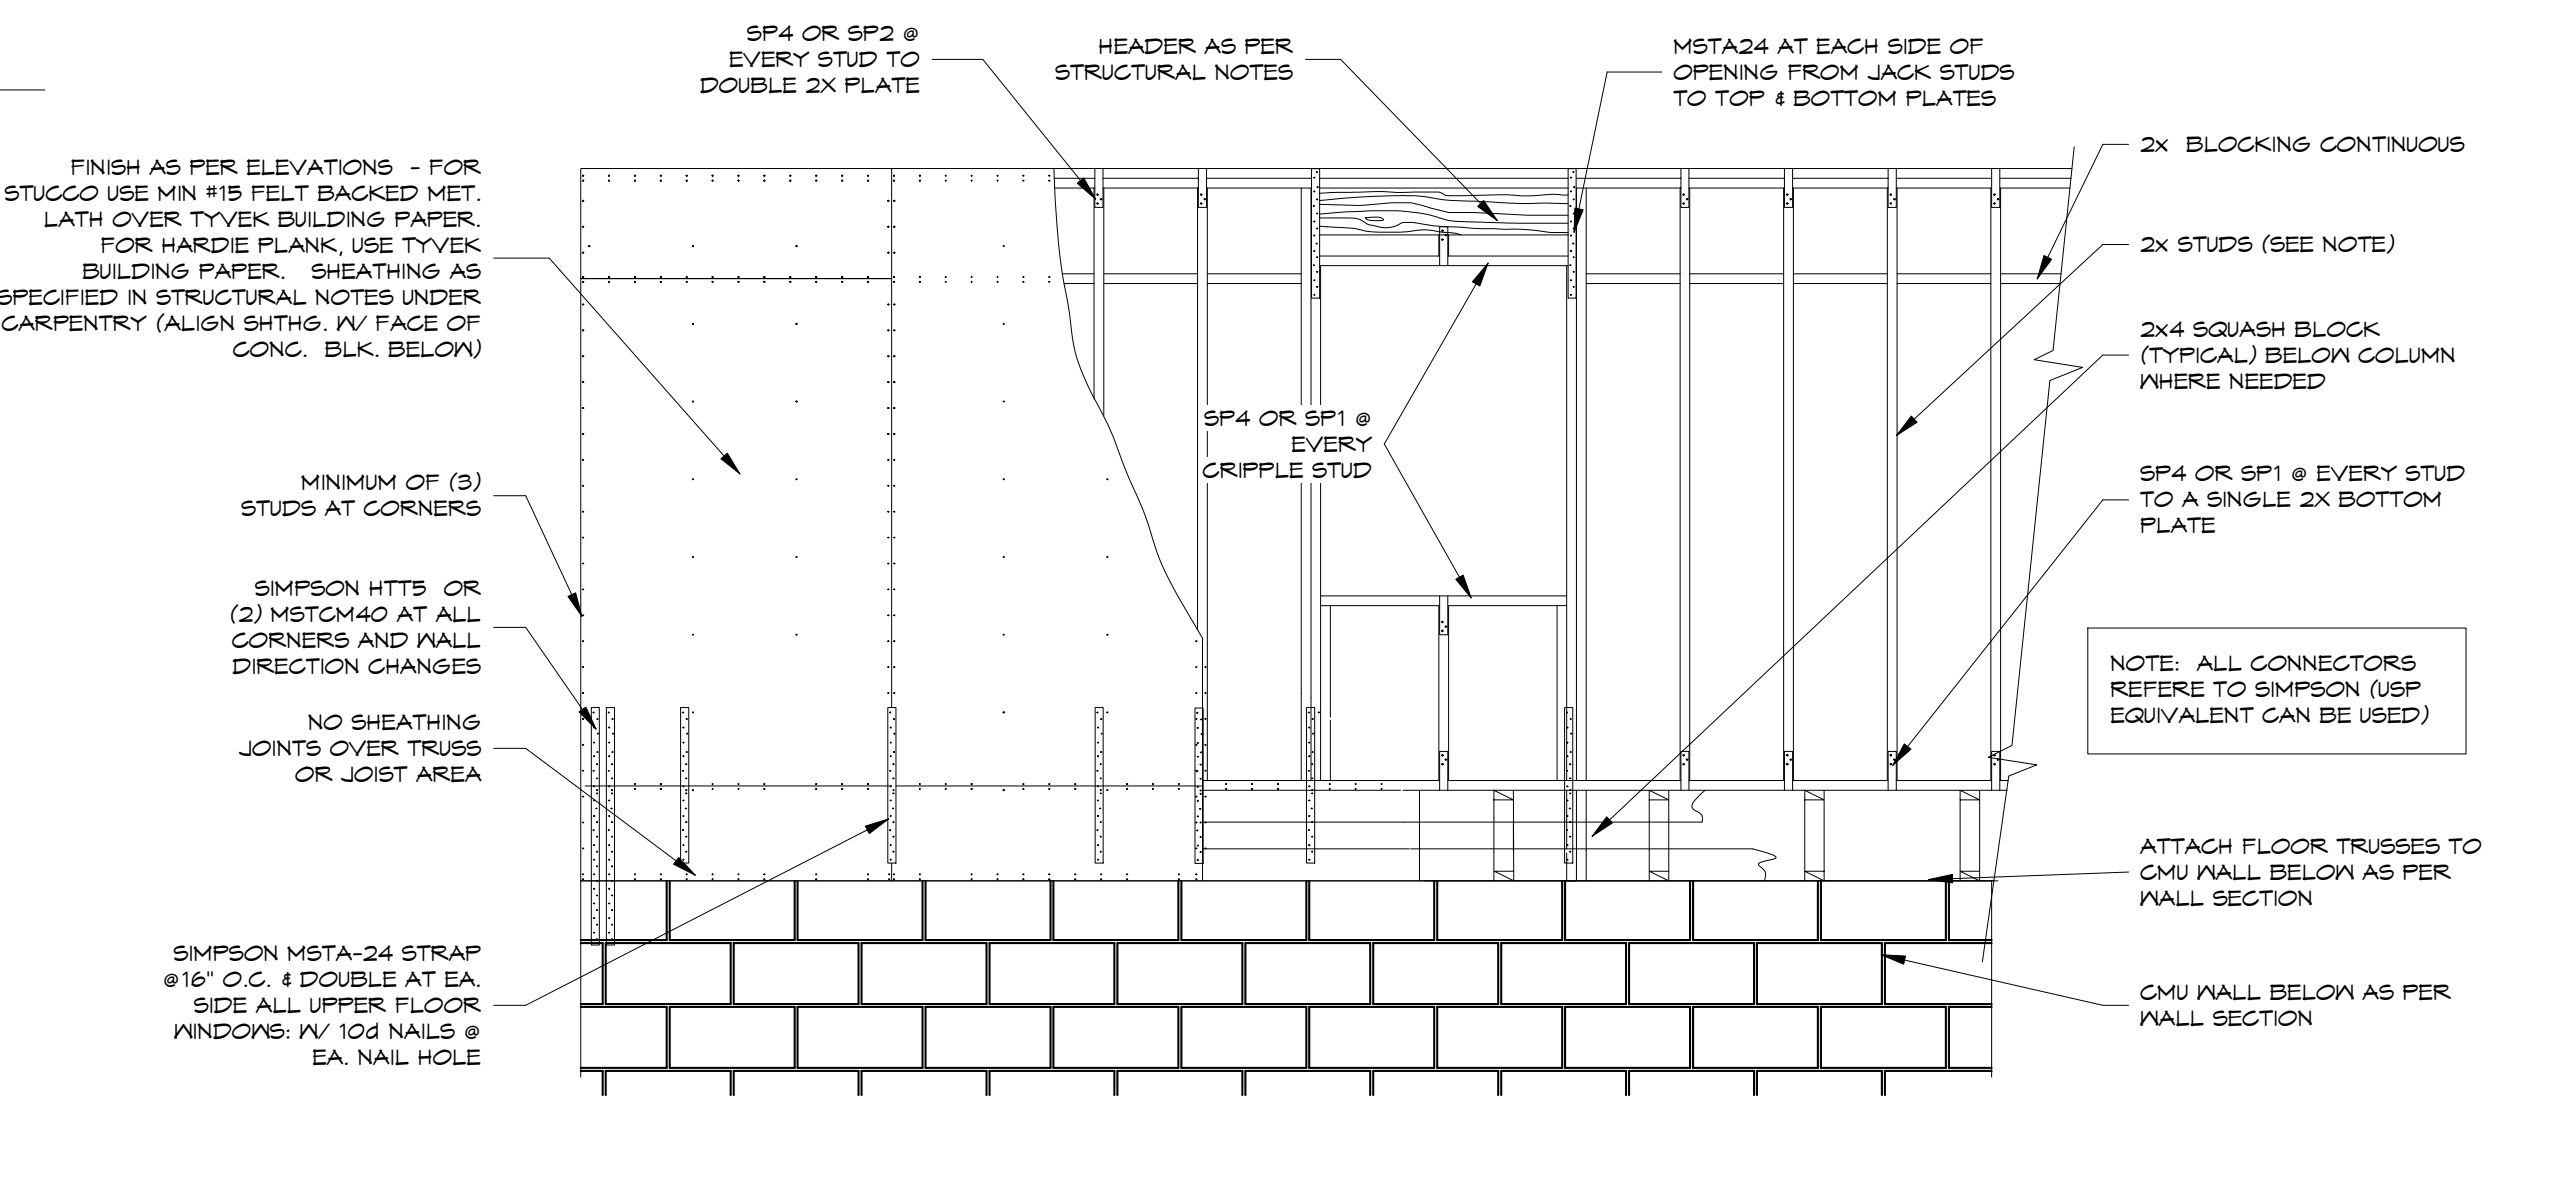 SP4 OR SP2 @
EVERY STUD TO
DOUBLE 2X PLATE
HEADER AS PER
STRUCTURAL NOTES
MSTA24 AT EACH SIDE OF
OPENING FROM JACK STUDS
TO TOP & BOTTOM PLATES
FINISH AS PER ELEVATIONS - FOR
STUCCO USE MIN #15 FELT BACKED MET.
LATH OVER TYVEK BUILDING PAPER.
FOR HARDIE PLANK, USE TYVEK
BUILDING PAPER. SHEATHING AS
SPECIFIED IN STRUCTURAL NOTES UNDER
CARPENTRY (ALIGN SHTHG. W/ FACE OF
CONC. BLK. BELOW)
MINIMUM OF (3)
STUDS AT CORNERS
SIMPSON HTT5 OR
(2) MSTCM40 AT ALL
CORNERS AND WALL
DIRECTION CHANGES
NO SHEATHING
JOINTS OVER TRUSS
OR JOIST AREA
SIMPSON MSTA-24 STRAP
@16" O.C. & DOUBLE AT EA.
SIDE ALL UPPER FLOOR
WINDOWS: W/ 10d NAILS @
EA. NAIL HOLE
SP4 OR SP1 @
EVERY
CRIPPLE STUD
2x BLOCKING CONTINUOUS
2x STUDS (SEE NOTE)
2x4 SQUASH BLOCK
(TYPICAL) BELOW COLUMN
WHERE NEEDED
SP4 OR SP1 @ EVERY STUD
TO A SINGLE 2X BOTTOM
PLATE
NOTE: ALL CONNECTORS
REFERE TO SIMPSON (USP
EQUIVALENT CAN BE USED)
ATTACH FLOOR TRUSSES TO
CMU WALL BELOW AS PER
WALL SECTION
CMU WALL BELOW AS PER
WALL SECTION